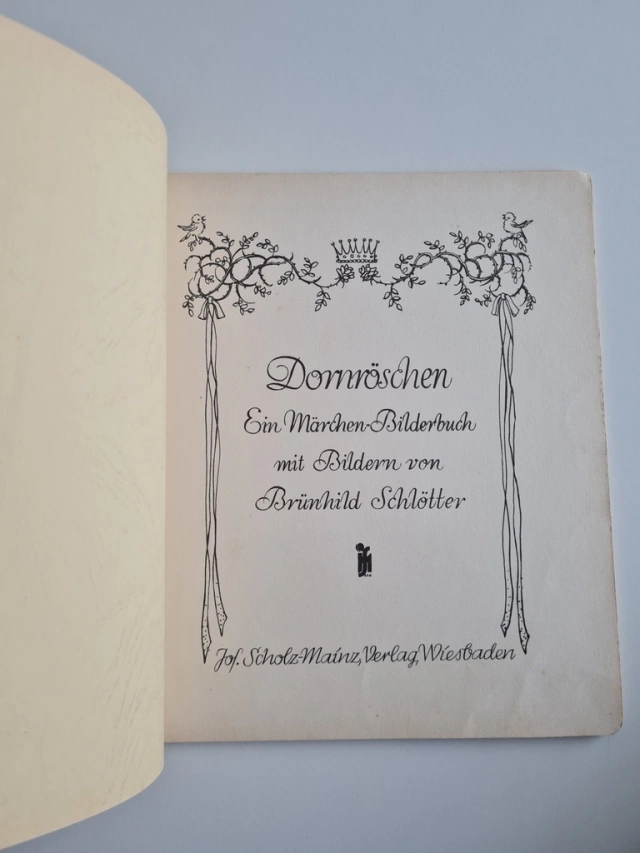 Dornröschen
Ein Märchen-Bilderbuch
mit Bildern von
Brünhild Schlötter
Jos. Scholz-Mainz, Verlag, Wiesbaden